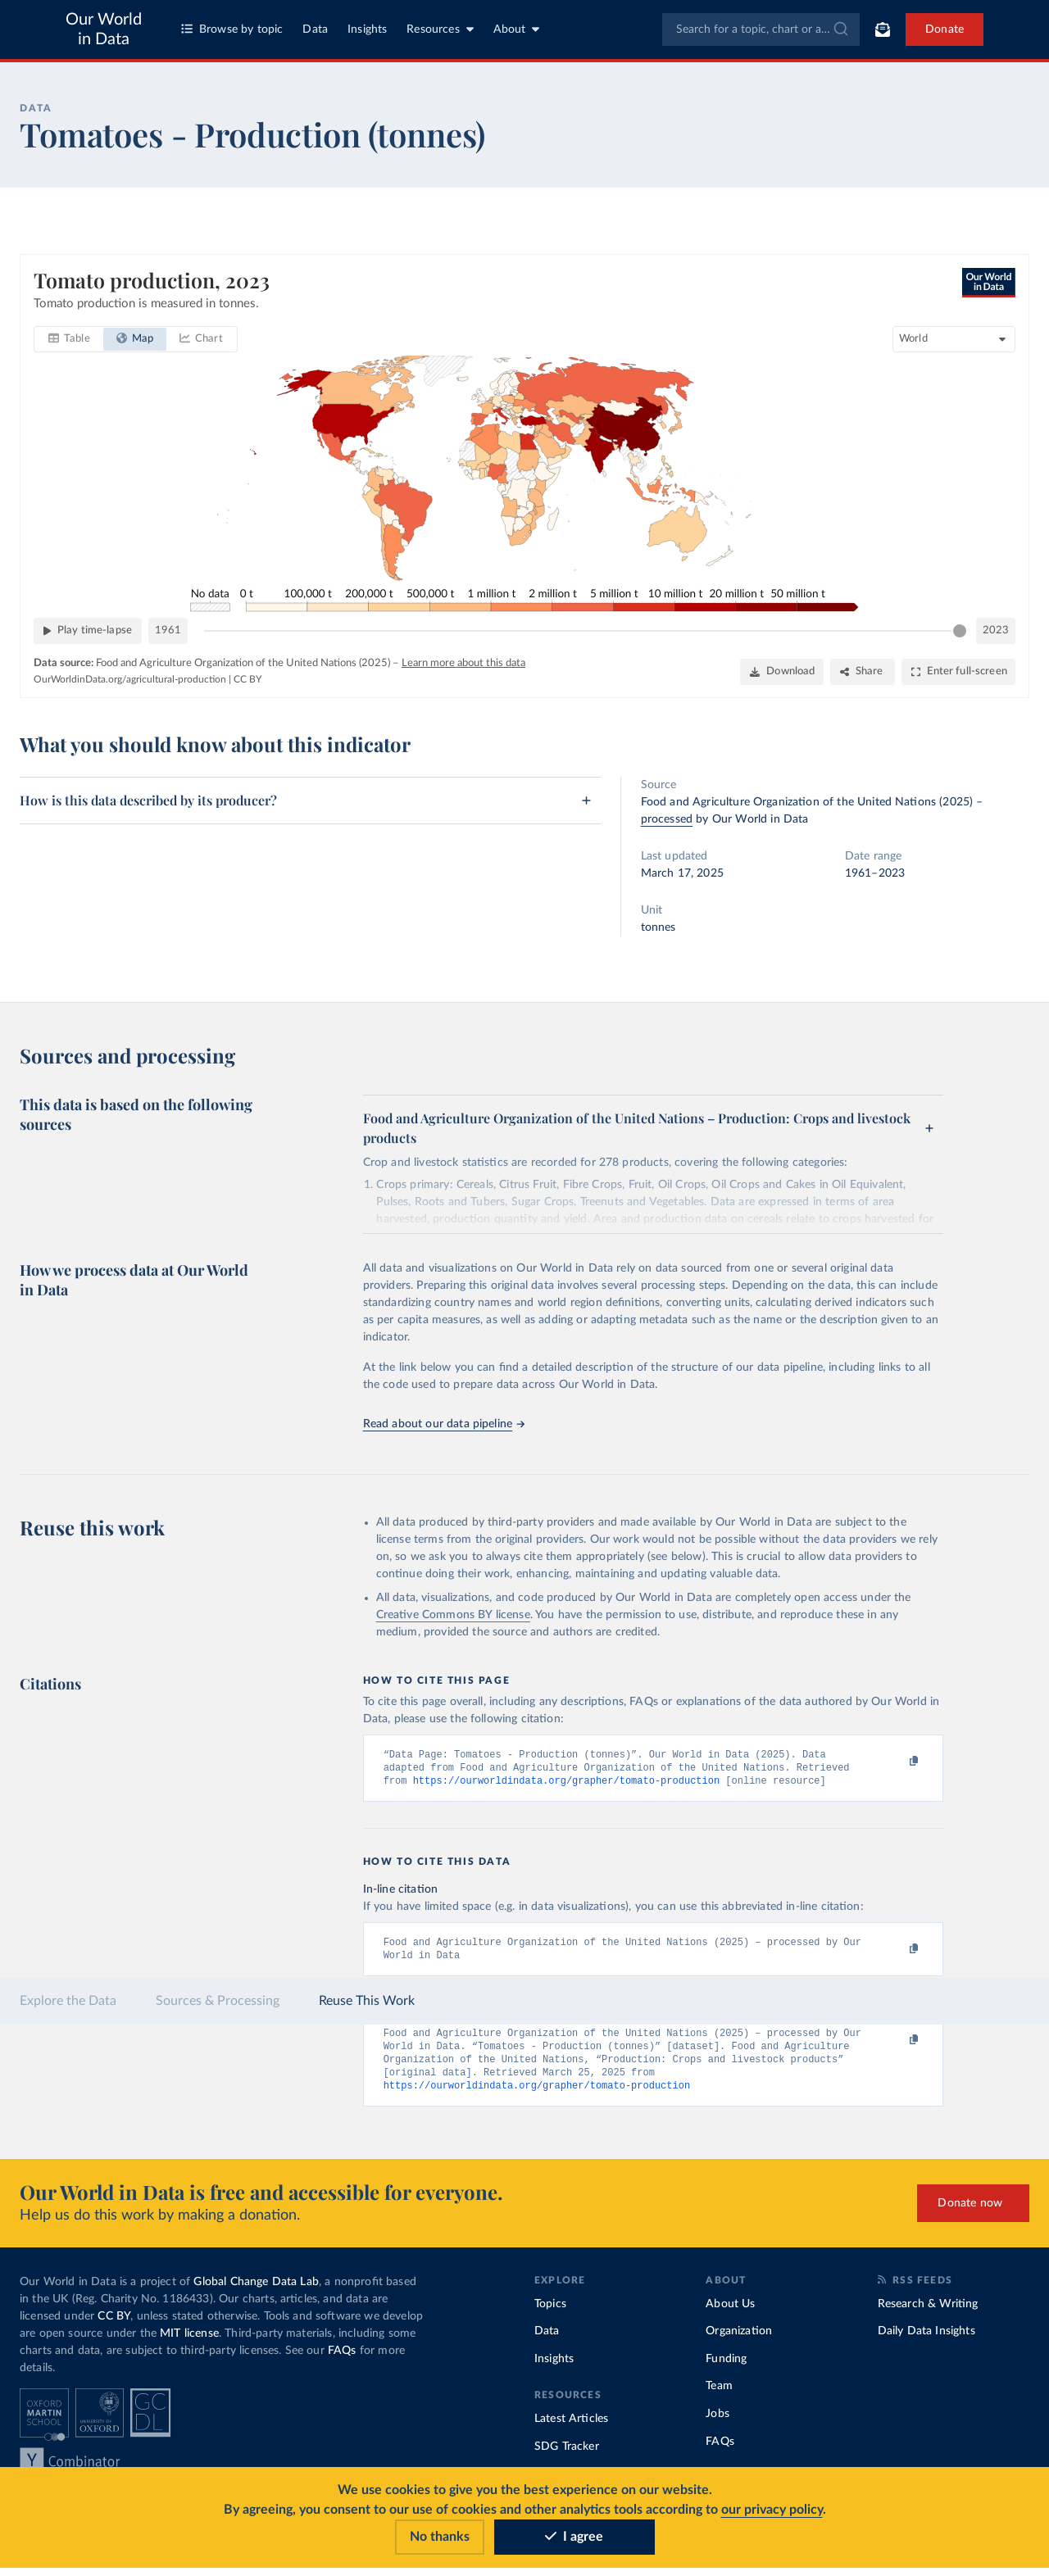 Our World
in Data
Browse by topic
Data
Insights
Resources
About
Search for a topic, chart or a...
Donate
DATA
Tomatoes - Production (tonnes)
Tomato production, 2023
Tomato production is measured in tonnes.
Our World
in Data
Table
Map
Chart
World
No data
0 t
100,000 t
200,000 t
500,000 t
1 million t
2 million t
5 million t
10 million t
20 million t
50 million t
Play time-lapse
1961
2023
Data source: Food and Agriculture Organization of the United Nations (2025) – Learn more about this data
OurWorldinData.org/agricultural-production | CC BY
Download
Share
Enter full-screen
What you should know about this indicator
How is this data described by its producer?
Source
Food and Agriculture Organization of the United Nations (2025) –
processed by Our World in Data
Last updated
March 17, 2025
Date range
1961–2023
Unit
tonnes
Sources and processing
This data is based on the following
sources
Food and Agriculture Organization of the United Nations – Production: Crops and livestock
products
Crop and livestock statistics are recorded for 278 products, covering the following categories:
1. Crops primary: Cereals, Citrus Fruit, Fibre Crops, Fruit, Oil Crops, Oil Crops and Cakes in Oil Equivalent,
Pulses, Roots and Tubers, Sugar Crops, Treenuts and Vegetables. Data are expressed in terms of area
harvested, production quantity and yield. Area and production data on cereals relate to crops harvested for
How we process data at Our World
in Data
All data and visualizations on Our World in Data rely on data sourced from one or several original data
providers. Preparing this original data involves several processing steps. Depending on the data, this can include
standardizing country names and world region definitions, converting units, calculating derived indicators such
as per capita measures, as well as adding or adapting metadata such as the name or the description given to an
indicator.
At the link below you can find a detailed description of the structure of our data pipeline, including links to all
the code used to prepare data across Our World in Data.
Read about our data pipeline →
Reuse this work
• All data produced by third-party providers and made available by Our World in Data are subject to the
license terms from the original providers. Our work would not be possible without the data providers we rely
on, so we ask you to always cite them appropriately (see below). This is crucial to allow data providers to
continue doing their work, enhancing, maintaining and updating valuable data.
• All data, visualizations, and code produced by Our World in Data are completely open access under the
Creative Commons BY license. You have the permission to use, distribute, and reproduce these in any
medium, provided the source and authors are credited.
Citations
HOW TO CITE THIS PAGE
To cite this page overall, including any descriptions, FAQs or explanations of the data authored by Our World in
Data, please use the following citation:
“Data Page: Tomatoes - Production (tonnes)”. Our World in Data (2025). Data
adapted from Food and Agriculture Organization of the United Nations. Retrieved
from https://ourworldindata.org/grapher/tomato-production [online resource]
HOW TO CITE THIS DATA
In-line citation
If you have limited space (e.g. in data visualizations), you can use this abbreviated in-line citation:
Food and Agriculture Organization of the United Nations (2025) – processed by Our
World in Data
Explore the Data
Sources & Processing
Reuse This Work
Food and Agriculture Organization of the United Nations (2025) – processed by Our
World in Data. “Tomatoes - Production (tonnes)” [dataset]. Food and Agriculture
Organization of the United Nations, “Production: Crops and livestock products”
[original data]. Retrieved March 25, 2025 from
https://ourworldindata.org/grapher/tomato-production
Our World in Data is free and accessible for everyone.
Help us do this work by making a donation.
Donate now
Our World in Data is a project of Global Change Data Lab, a nonprofit based
in the UK (Reg. Charity No. 1186433). Our charts, articles, and data are
licensed under CC BY, unless stated otherwise. Tools and software we develop
are open source under the MIT license. Third-party materials, including some
charts and data, are subject to third-party licenses. See our FAQs for more
details.
OXFORD
MARTIN
SCHOOL
UNIVERSITY OF
OXFORD
GC
DL
Y Combinator
EXPLORE
Topics
Data
Insights
RESOURCES
Latest Articles
SDG Tracker
ABOUT
About Us
Organization
Funding
Team
Jobs
FAQs
RSS FEEDS
Research & Writing
Daily Data Insights
We use cookies to give you the best experience on our website.
By agreeing, you consent to our use of cookies and other analytics tools according to our privacy policy.
No thanks
I agree